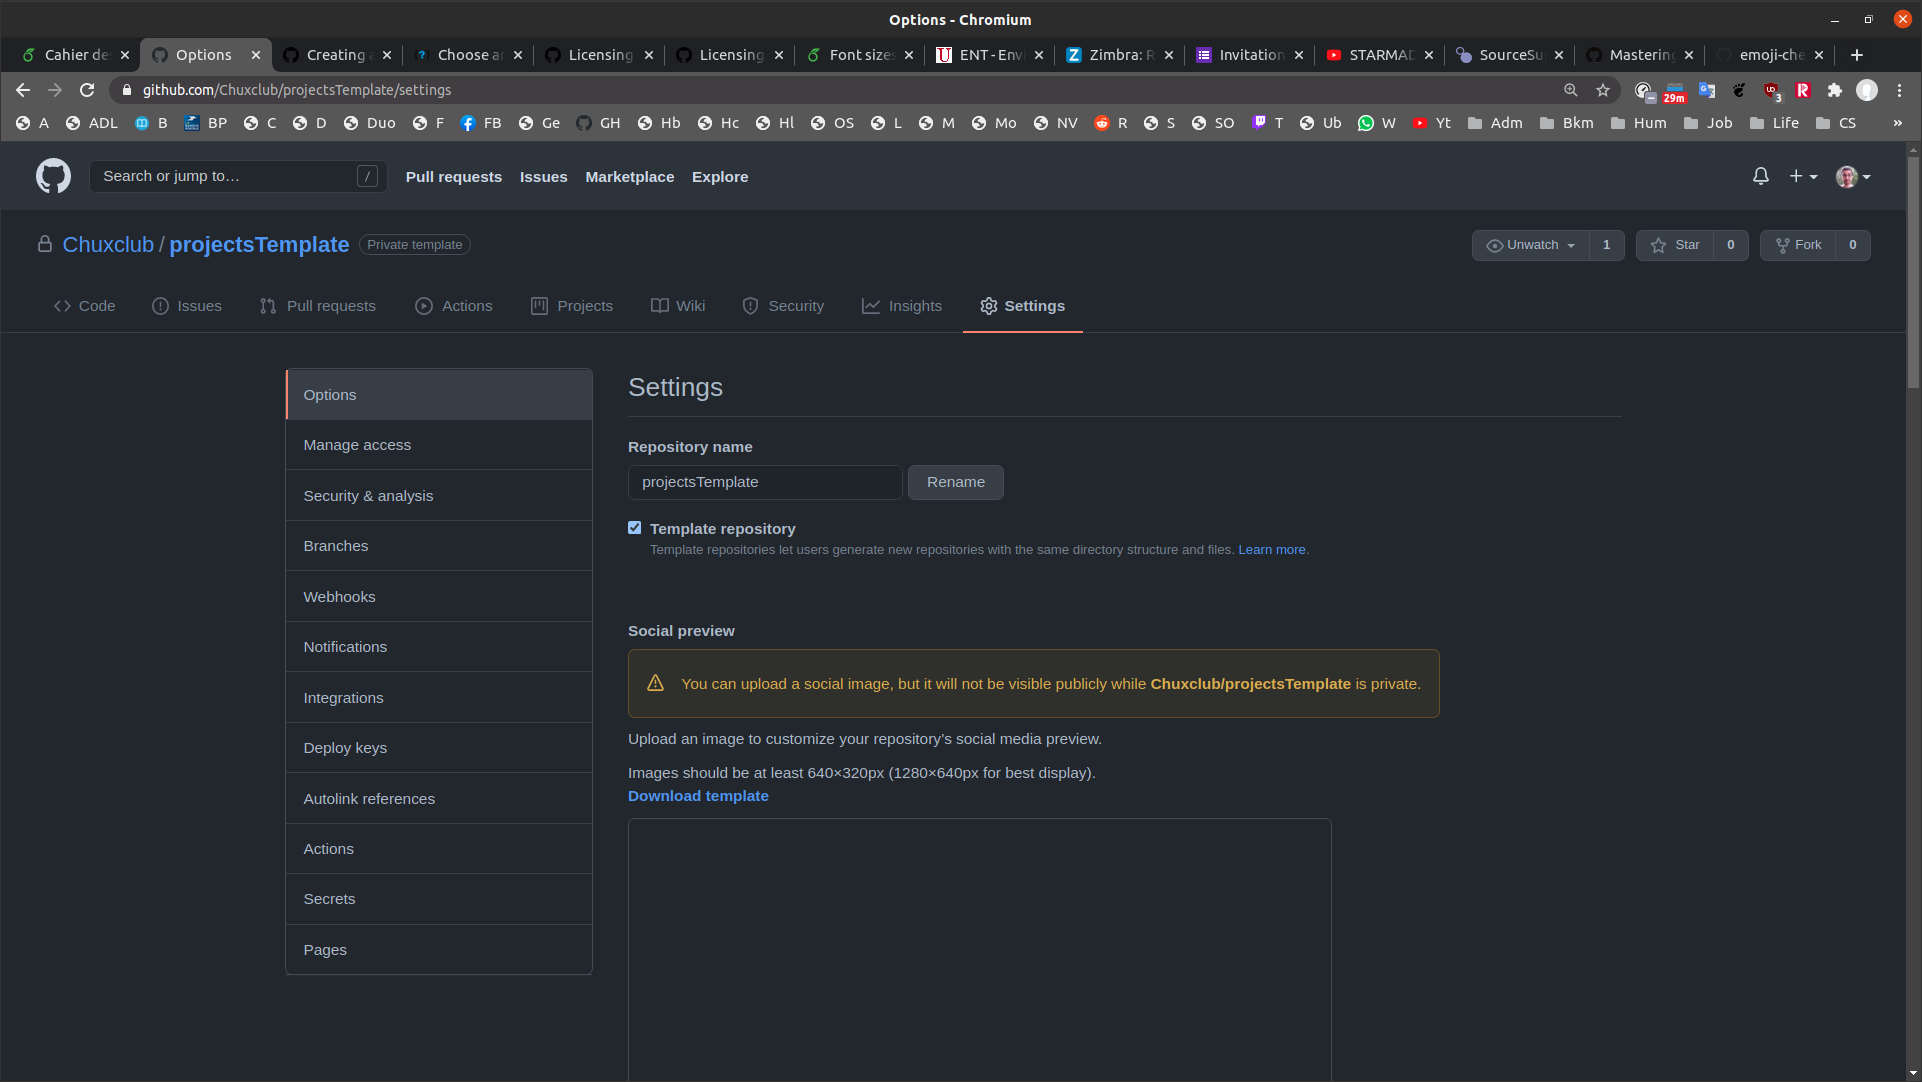 Options - Chromium
Cahier de Options Creating a Choose a Licensing Licensing Font sizes ENT - Envi Zimbra: R Invitation STARMAD SourceSu Mastering emoji-che
github.com/Chuxclub/projectsTemplate/settings 29m 3
A ADL B BP C D Duo F FB Ge GH Hb Hc Hl OS L M Mo NV R S SO T Ub W Yt Adm Bkm Hum Job Life CS »
Search or jump to… / Pull requests Issues Marketplace Explore
Chuxclub / projectsTemplate Private template Unwatch 1 Star 0 Fork 0
Code Issues Pull requests Actions Projects Wiki Security Insights Settings
Options
Manage access
Security & analysis
Branches
Webhooks
Notifications
Integrations
Deploy keys
Autolink references
Actions
Secrets
Pages
Settings
Repository name
projectsTemplate Rename
Template repository
Template repositories let users generate new repositories with the same directory structure and files. Learn more.
Social preview
You can upload a social image, but it will not be visible publicly while Chuxclub/projectsTemplate is private.
Upload an image to customize your repository's social media preview.
Images should be at least 640×320px (1280×640px for best display).
Download template